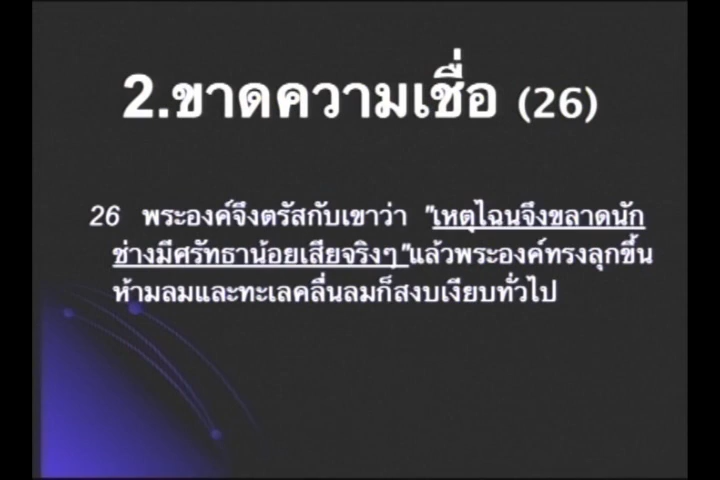 2.ขาดความเชื่อ (26)
26 พระองค์จึงตรัสกับเขาว่า "เหตุไฉนจึงขลาดนัก
ช่างมีศรัทธาน้อยเสียจริงๆ"แล้วพระองค์ทรงลุกขึ้น
ห้ามลมและทะเลคลื่นลมก็สงบเงียบทั่วไป